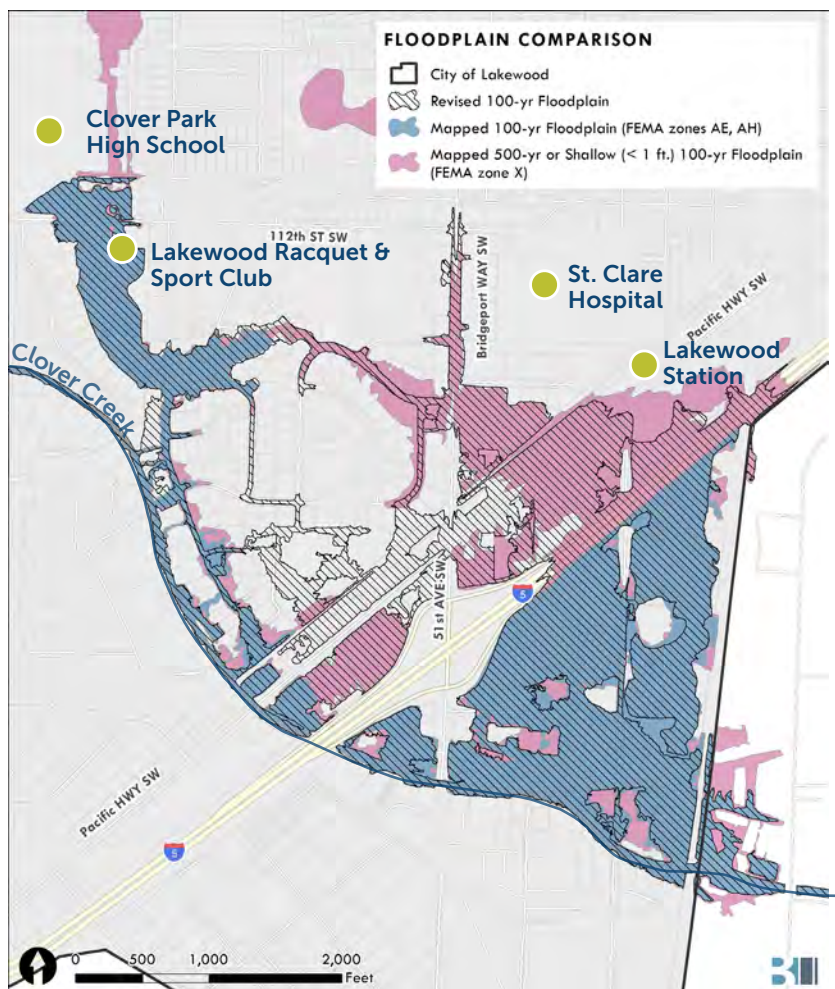 FLOODPLAIN COMPARISON
City of Lakewood
Revised 100-yr Floodplain
Mapped 100-yr Floodplain (FEMA zones AE, AH)
Mapped 500-yr or Shallow (< 1 ft.) 100-yr Floodplain
(FEMA zone X)
Clover Park
High School
112th ST SW
Lakewood Racquet &
Sport Club
Bridgeport WAY SW
St. Clare
Hospital
Pacific HWY SW
Lakewood
Station
Clover Creek
51st AVE SW
5
Pacific HWY SW
5
0 500 1,000 2,000
Feet